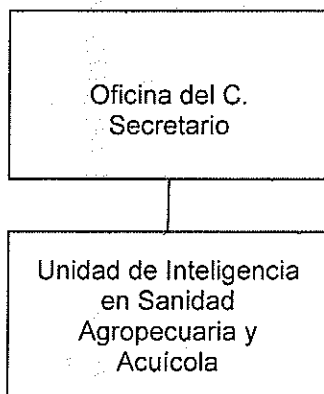 Oficina del C.
Secretario
Unidad de Inteligencia
en Sanidad
Agropecuaria y
Acuícola